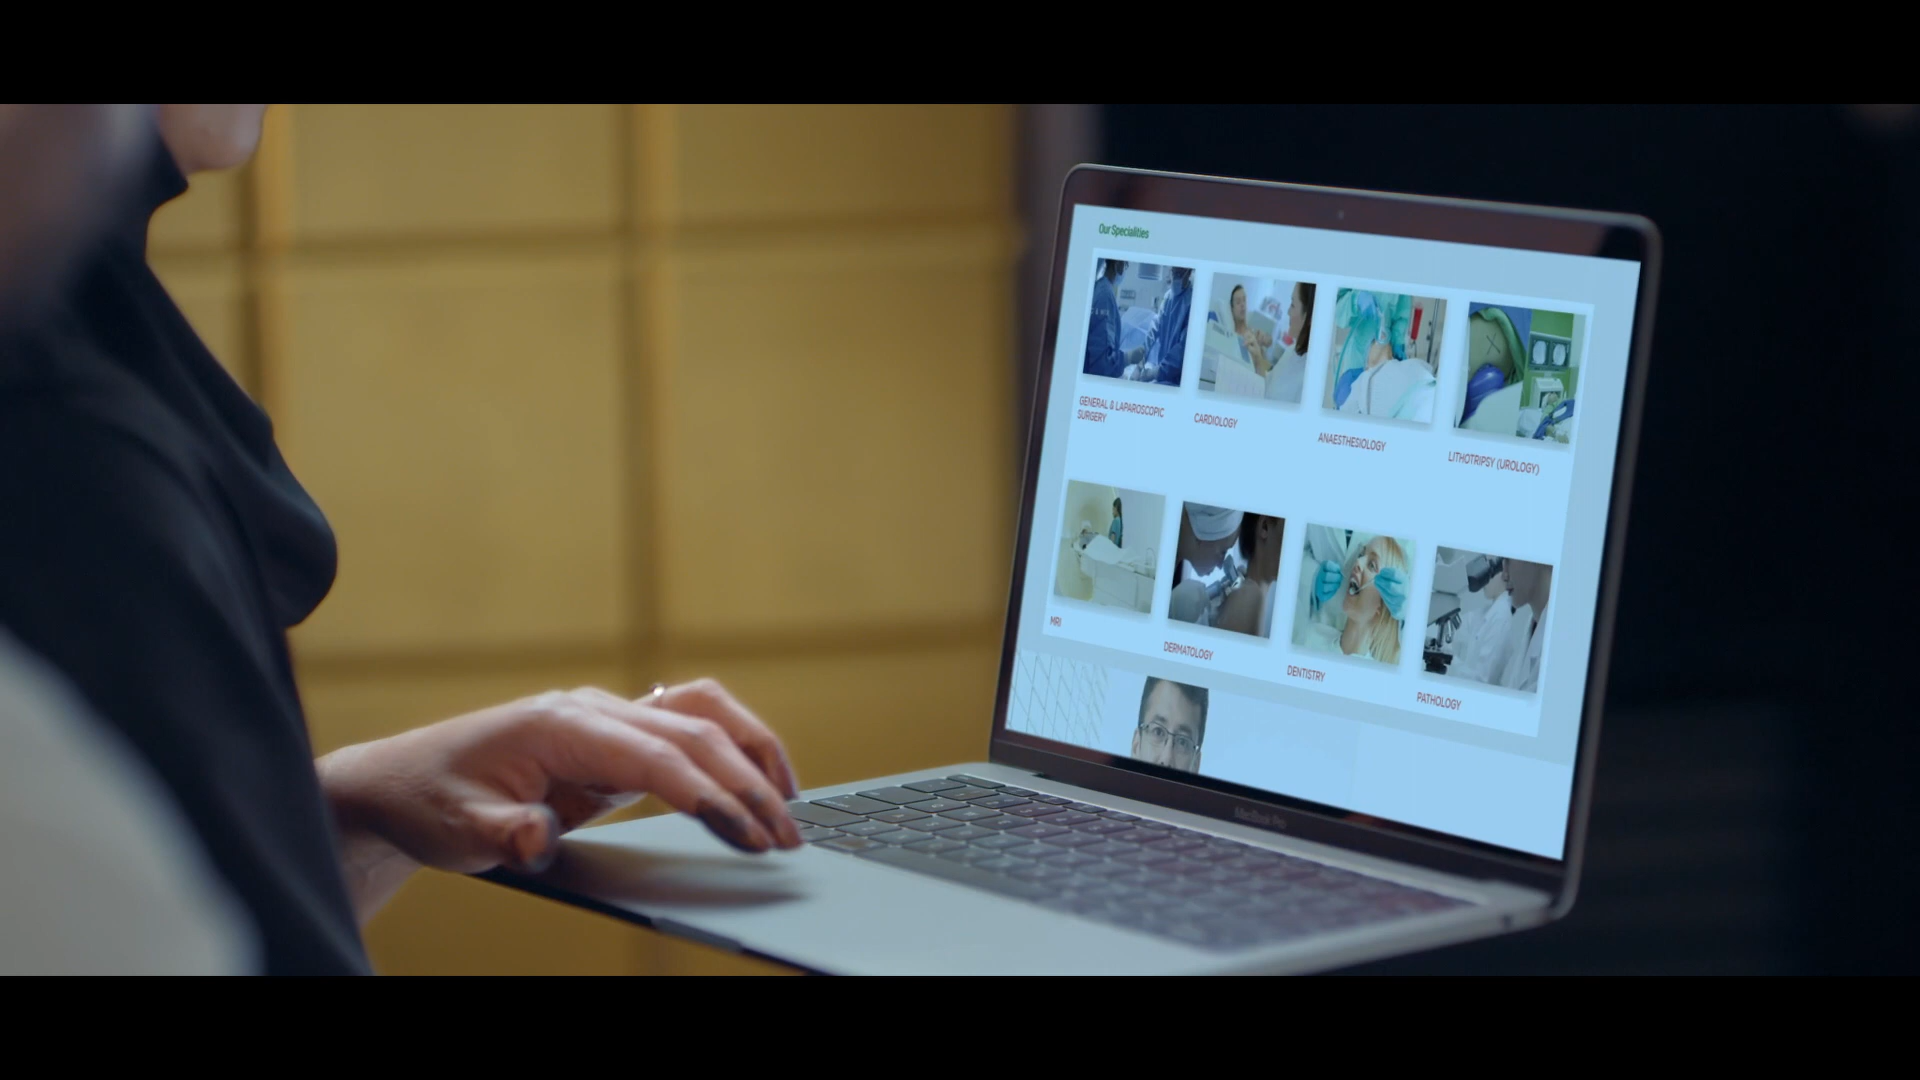 Our Specialities
GENERAL & LAPAROSCOPIC
SURGERY
CARDIOLOGY
ANAESTHESIOLOGY
LITHOTRIPSY (UROLOGY)
MRI
DERMATOLOGY
DENTISTRY
PATHOLOGY
MacBook Pro